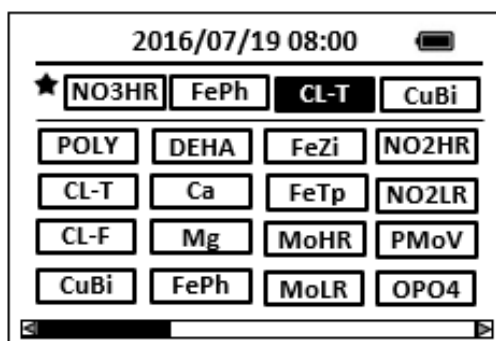 2016/07/19 08:00
NO3HR FePh CL-T CuBi
POLY DEHA FeZi NO2HR
CL-T Ca FeTp NO2LR
CL-F Mg MoHR PMoV
CuBi FePh MoLR OPO4